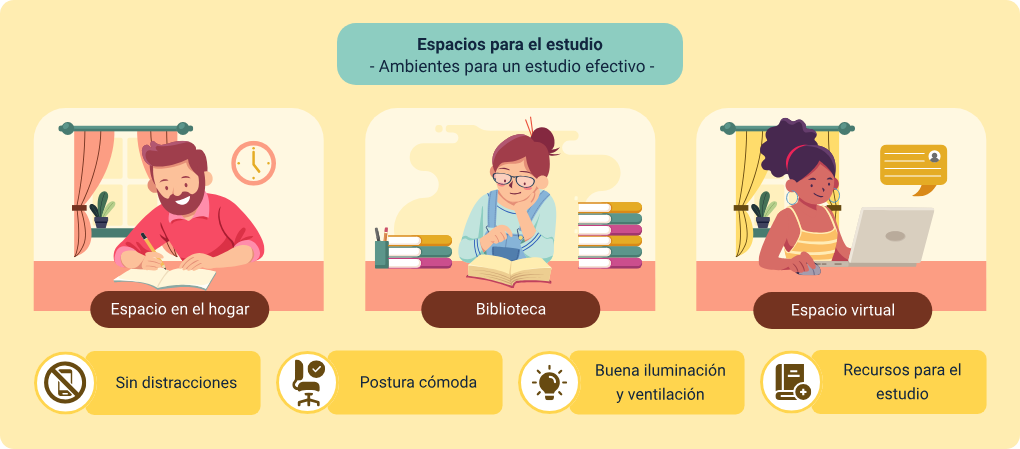 Espacios para el estudio
- Ambientes para un estudio efectivo -
Espacio en el hogar
Biblioteca
Espacio virtual
Sin distracciones
Postura cómoda
Buena iluminación
y ventilación
Recursos para el
estudio